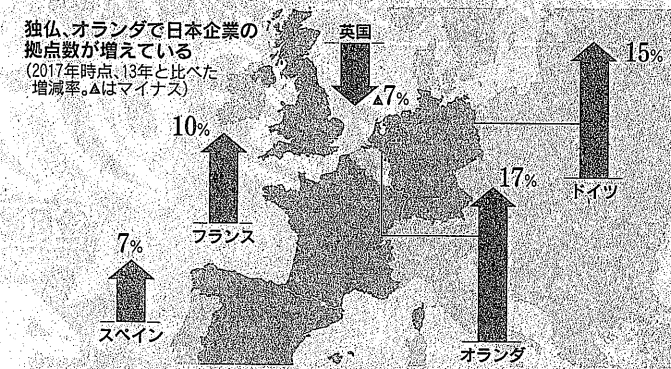 独仏、オランダで日本企業の
拠点数が増えている
(2017年時点、13年と比べた
増減率。▲はマイナス)
英国
▲7%
15%
ドイツ
10%
フランス
17%
オランダ
7%
スペイン